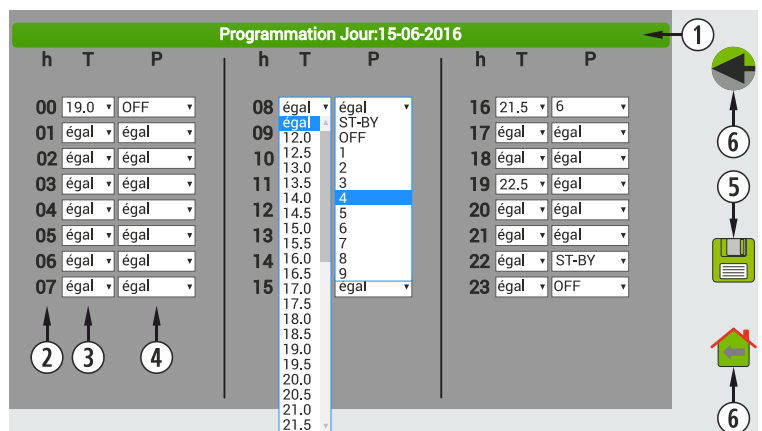 Programmation Jour:15-06-2016
1
h T P
00 19.0 OFF
01 égal égal
02 égal égal
03 égal égal
04 égal égal
05 égal égal
06 égal égal
07 égal égal
2
3
4
h T P
08 égal égal
09
10
11
12
13
14
15 égal
égal
12.0
12.5
13.0
13.5
14.0
14.5
15.0
15.5
16.0
16.5
17.0
17.5
18.0
18.5
19.0
19.5
20.0
20.5
21.0
21.5
ST-BY
OFF
1
2
3
4
5
6
7
8
9
h T P
16 21.5 6
17 égal égal
18 égal égal
19 22.5 égal
20 égal égal
21 égal égal
22 égal ST-BY
23 égal OFF
6
5
6